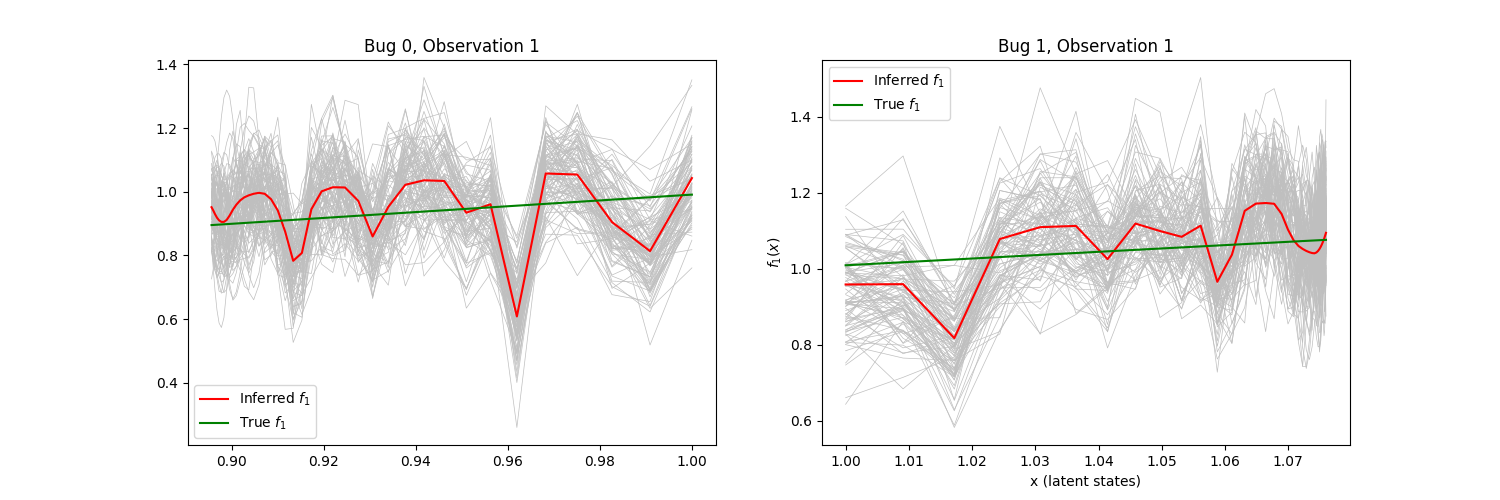 Bug 0, Observation 1
1.4
1.2
1.0
0.8
0.6
0.4
Inferred f₁
True f₁
0.90 0.92 0.94 0.96 0.98 1.00
Bug 1, Observation 1
Inferred f₁
True f₁
f₁(x)
1.4
1.2
1.0
0.8
0.6
1.00 1.01 1.02 1.03 1.04 1.05 1.06 1.07
x (latent states)